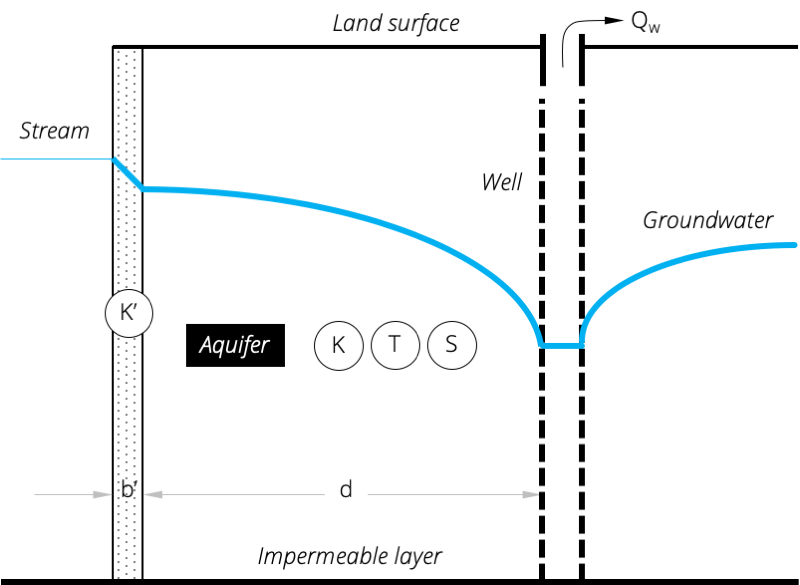 Land surface
Q_w
Stream
Well
Groundwater
K'
Aquifer
K
T
S
b'
d
Impermeable layer